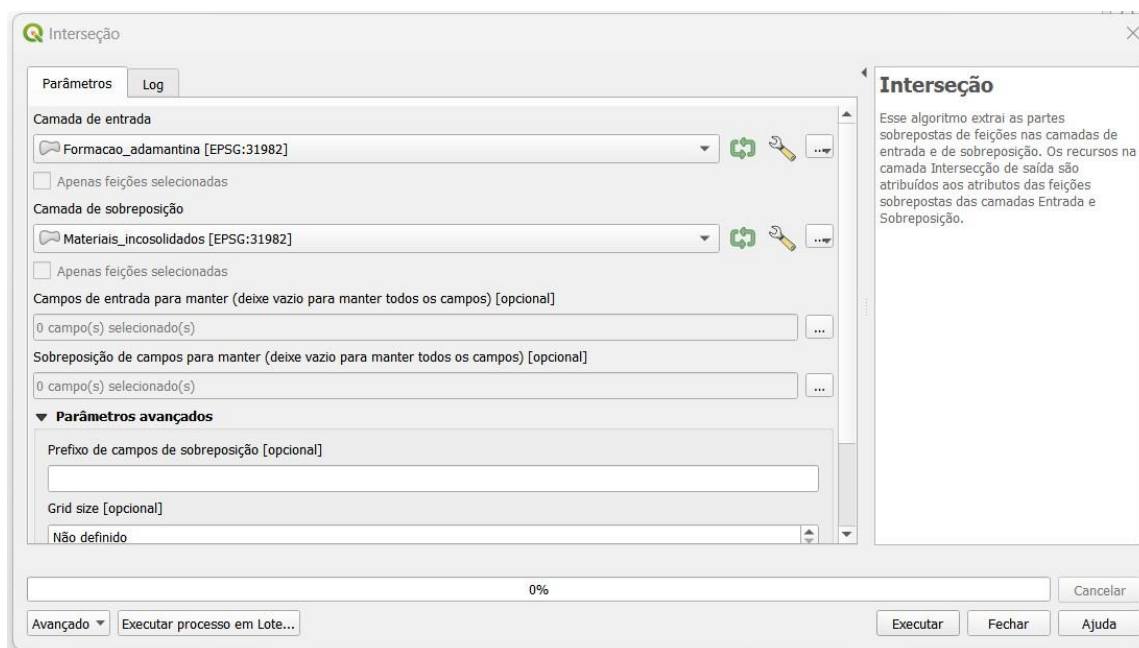 Interseção
Parâmetros
Log
Camada de entrada
Formacao_adamantina [EPSG:31982]
...
Apenas feições selecionadas
Camada de sobreposição
Materiais_incosolidados [EPSG:31982]
...
Apenas feições selecionadas
Campos de entrada para manter (deixe vazio para manter todos os campos) [opcional]
0 campo(s) selecionado(s)
...
Sobreposição de campos para manter (deixe vazio para manter todos os campos) [opcional]
0 campo(s) selecionado(s)
...
Parâmetros avançados
Prefixo de campos de sobreposição [opcional]
Grid size [opcional]
Não definido
Interseção
Esse algoritmo extrai as partes
sobrepostas de feições nas camadas de
entrada e de sobreposição. Os recursos na
camada Intersecção de saída são
atribuídos aos atributos das feições
sobrepostas das camadas Entrada e
Sobreposição.
0%
Cancelar
Avançado
Executar processo em Lote...
Executar
Fechar
Ajuda